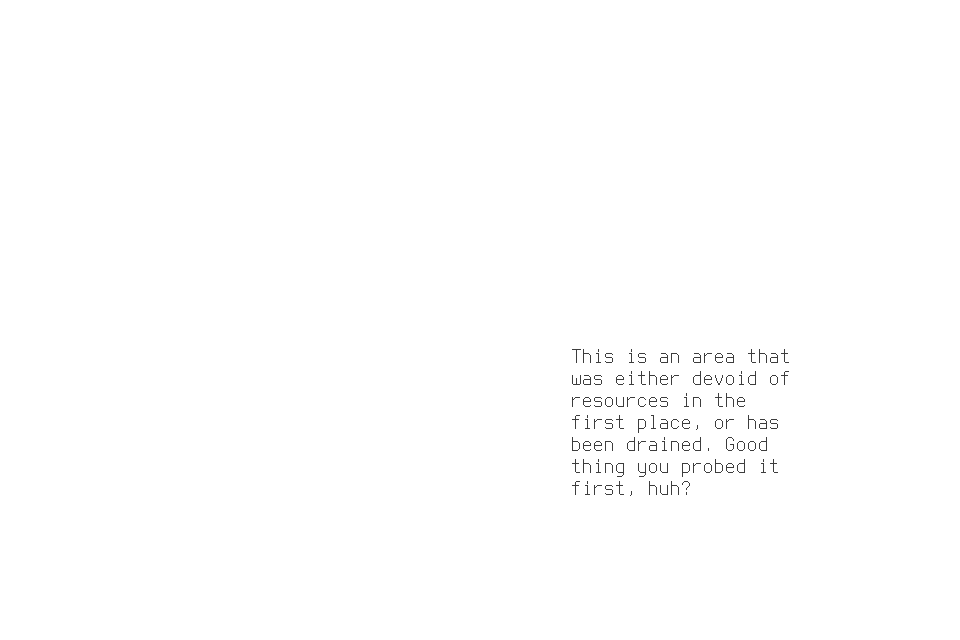 This is an area that
was either devoid of
resources in the
first place, or has
been drained. Good
thing you probed it
first, huh?